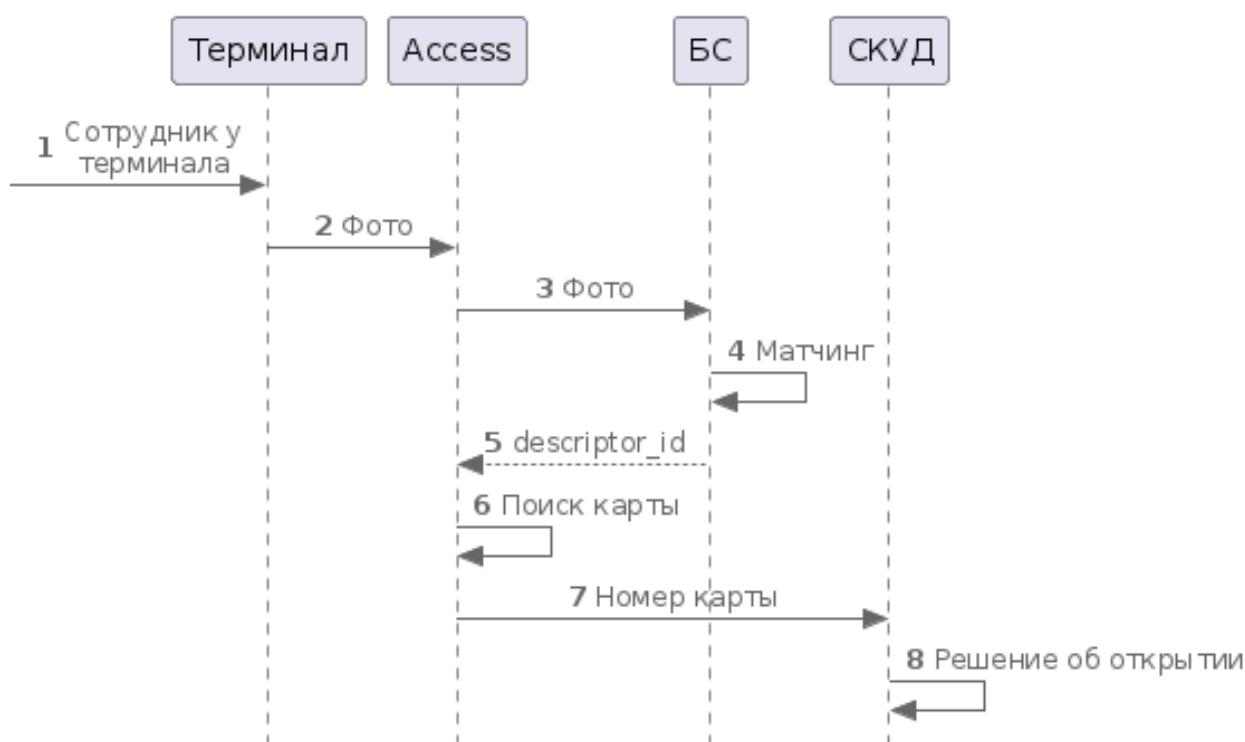 Терминал
Access
БС
СКУД
1 Сотрудник у
терминала
2 Фото
3 Фото
4 Матчинг
5 descriptor_id
6 Поиск карты
7 Номер карты
8 Решение об открытии